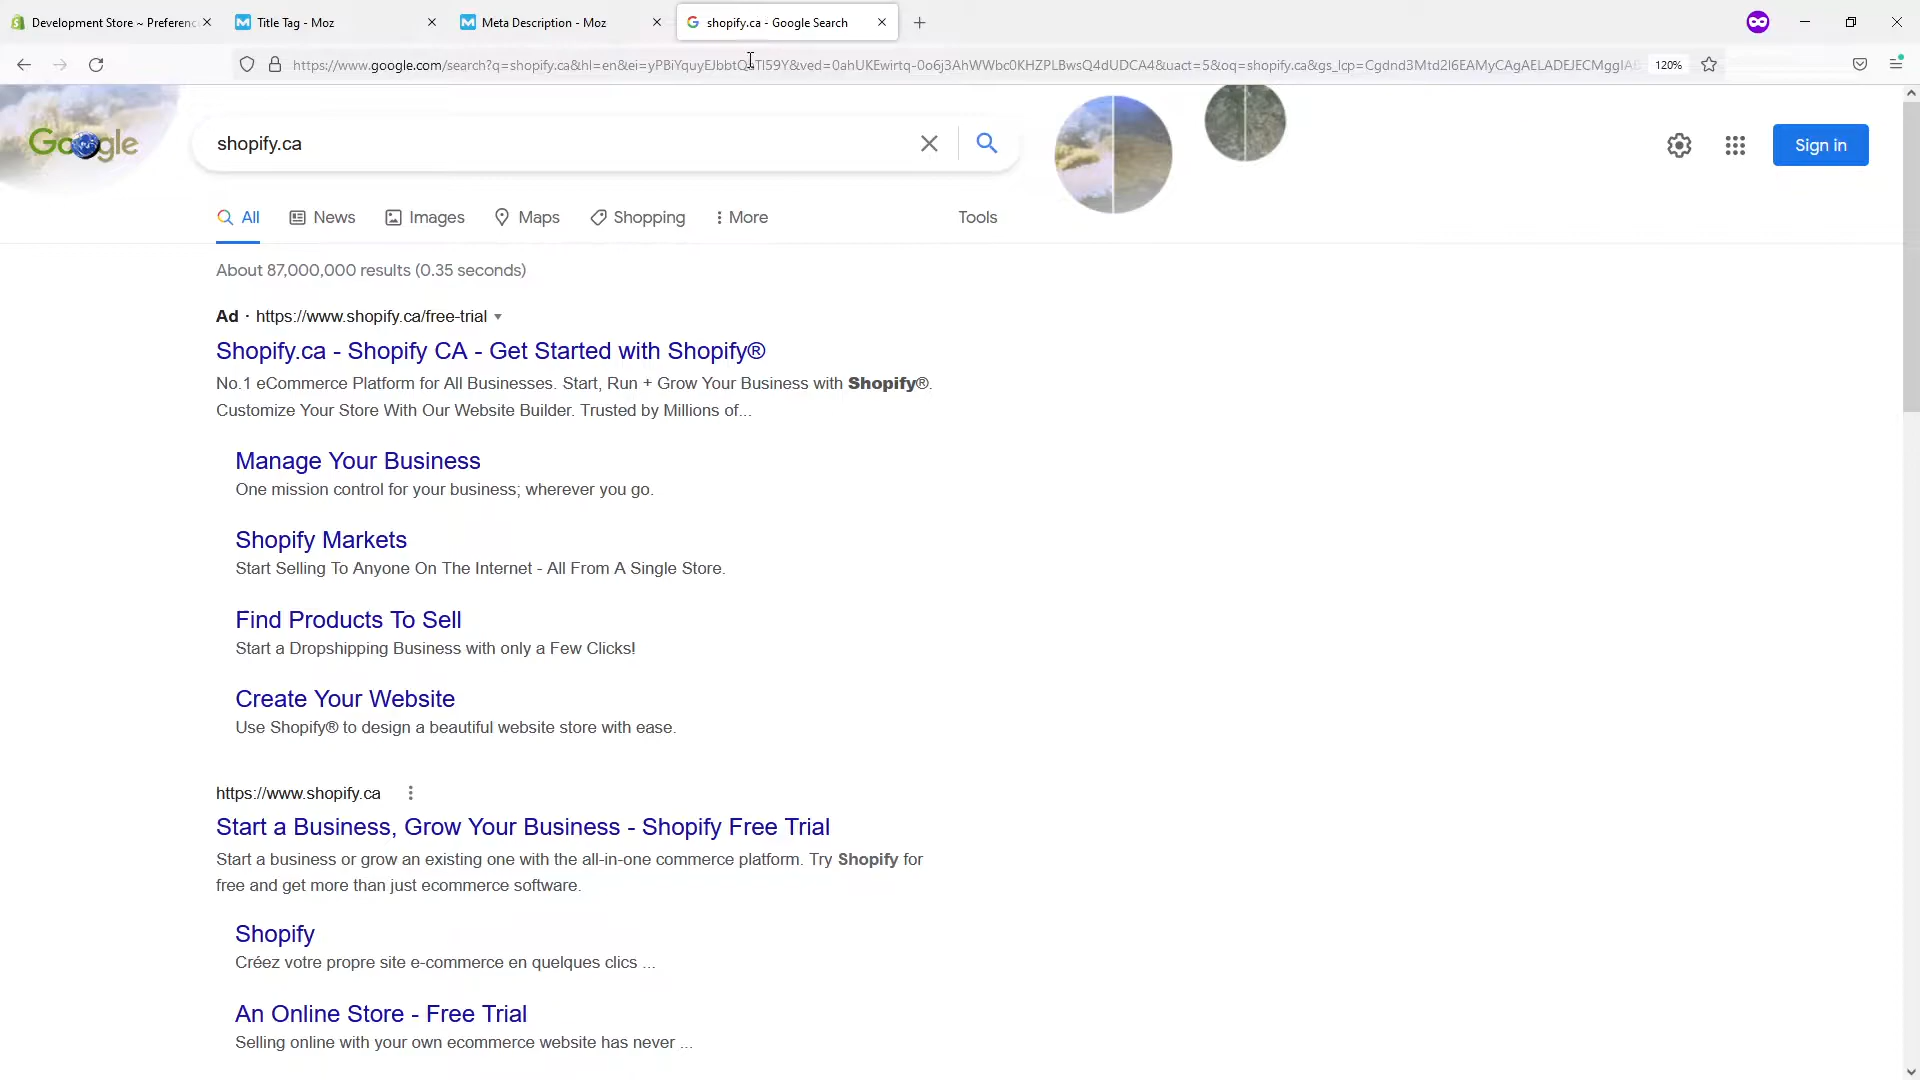 Development Store ~ Preferenc
Title Tag - Moz
Meta Description - Moz
shopify.ca - Google Search
120%
Google
shopify.ca
Sign in
All
News
Images
Maps
Shopping
More
Tools
About 87,000,000 results (0.35 seconds)
Ad · https://www.shopify.ca/free-trial
Shopify.ca - Shopify CA - Get Started with Shopify®
No.1 eCommerce Platform for All Businesses. Start, Run + Grow Your Business with Shopify®.
Customize Your Store With Our Website Builder. Trusted by Millions of...
Manage Your Business
One mission control for your business; wherever you go.
Shopify Markets
Start Selling To Anyone On The Internet - All From A Single Store.
Find Products To Sell
Start a Dropshipping Business with only a Few Clicks!
Create Your Website
Use Shopify® to design a beautiful website store with ease.
https://www.shopify.ca
Start a Business, Grow Your Business - Shopify Free Trial
Start a business or grow an existing one with the all-in-one commerce platform. Try Shopify for
free and get more than just ecommerce software.
Shopify
Créez votre propre site e-commerce en quelques clics ...
An Online Store - Free Trial
Selling online with your own ecommerce website has never ...